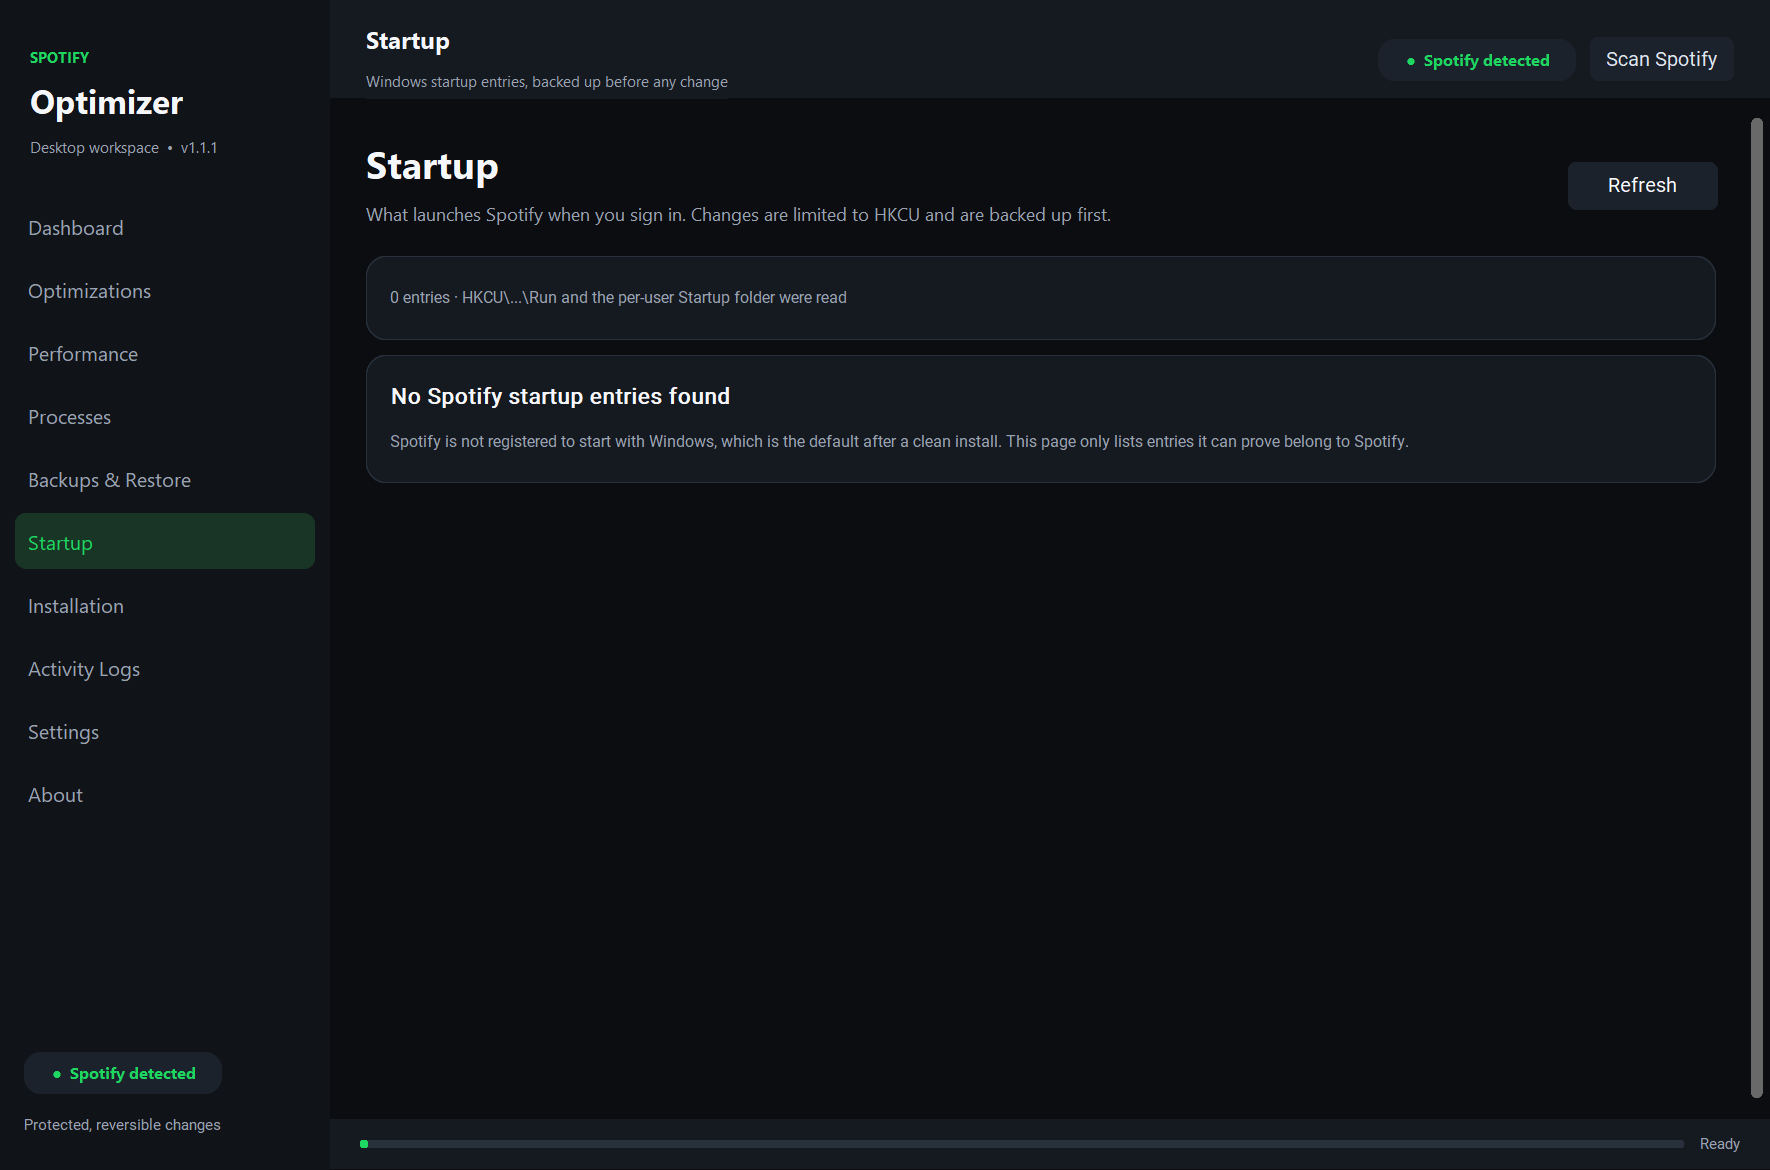 SPOTIFY
Optimizer
Desktop workspace • v1.1.1
Dashboard
Optimizations
Performance
Processes
Backups & Restore
Startup
Installation
Activity Logs
Settings
About
● Spotify detected
Protected, reversible changes
Startup
Windows startup entries, backed up before any change
● Spotify detected
Scan Spotify
Startup
What launches Spotify when you sign in. Changes are limited to HKCU and are backed up first.
Refresh
0 entries · HKCU\...\Run and the per-user Startup folder were read
No Spotify startup entries found
Spotify is not registered to start with Windows, which is the default after a clean install. This page only lists entries it can prove belong to Spotify.
Ready